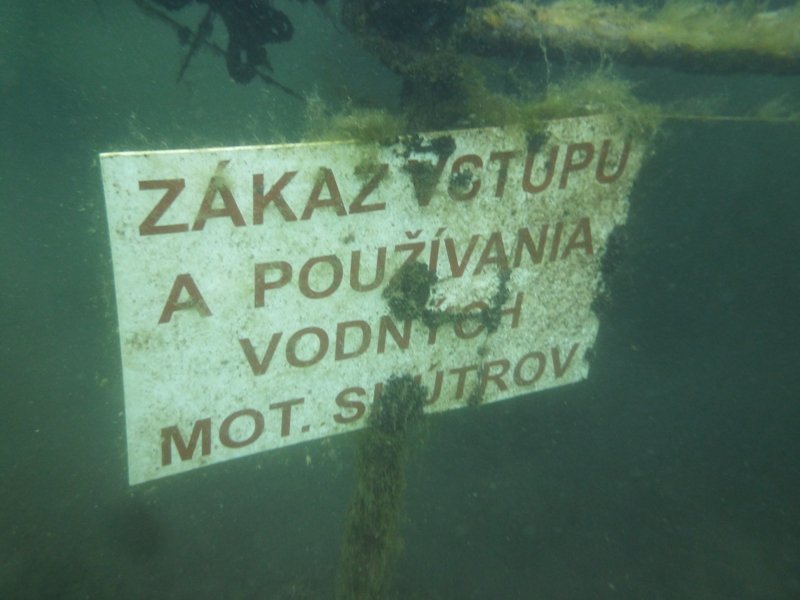 ZÁKAZ VSTUPU
A POUŽÍVANIA
VODNÝCH
MOT. SKÚTROV